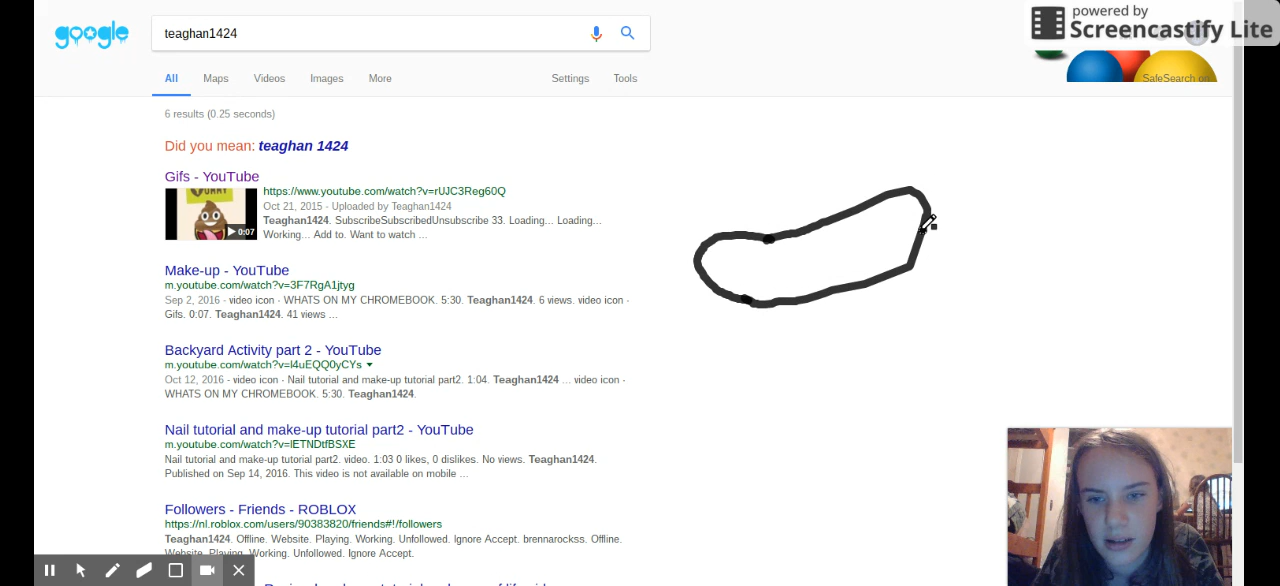 powered by
Screencastify Lite
google
teaghan1424
All
Maps
Videos
Images
More
Settings
Tools
SafeSearch on
6 results (0.25 seconds)
Did you mean: teaghan 1424
Gifs - YouTube
https://www.youtube.com/watch?v=rUJC3Reg60Q
Oct 21, 2015 - Uploaded by Teaghan1424
Teaghan1424. SubscribeSubscribedUnsubscribe 33. Loading... Loading...
Working... Add to. Want to watch ...
0:07
Make-up - YouTube
m.youtube.com/watch?v=3F7RgA1jtyg
Sep 2, 2016 - video icon - WHATS ON MY CHROMEBOOK. 5:30. Teaghan1424. 6 views. video icon -
Gifs. 0:07. Teaghan1424. 41 views ...
Backyard Activity part 2 - YouTube
m.youtube.com/watch?v=l4uEQQ0yCYs
Oct 12, 2016 - video icon - Nail tutorial and make-up tutorial part2. 1:04. Teaghan1424 ... video icon -
WHATS ON MY CHROMEBOOK. 5:30. Teaghan1424.
Nail tutorial and make-up tutorial part2 - YouTube
m.youtube.com/watch?v=lETNDtfBSXE
Nail tutorial and make-up tutorial part2. video. 1:03 0 likes, 0 dislikes. No views. Teaghan1424.
Published on Sep 14, 2016. This video is not available on mobile ...
Followers - Friends - ROBLOX
https://nl.roblox.com/users/90383820/friends#!/followers
Teaghan1424. Offline. Website. Playing. Working. Unfollowed. Ignore Accept. brennarockss. Offline.
Website. Playing. Working. Unfollowed. Ignore Accept.